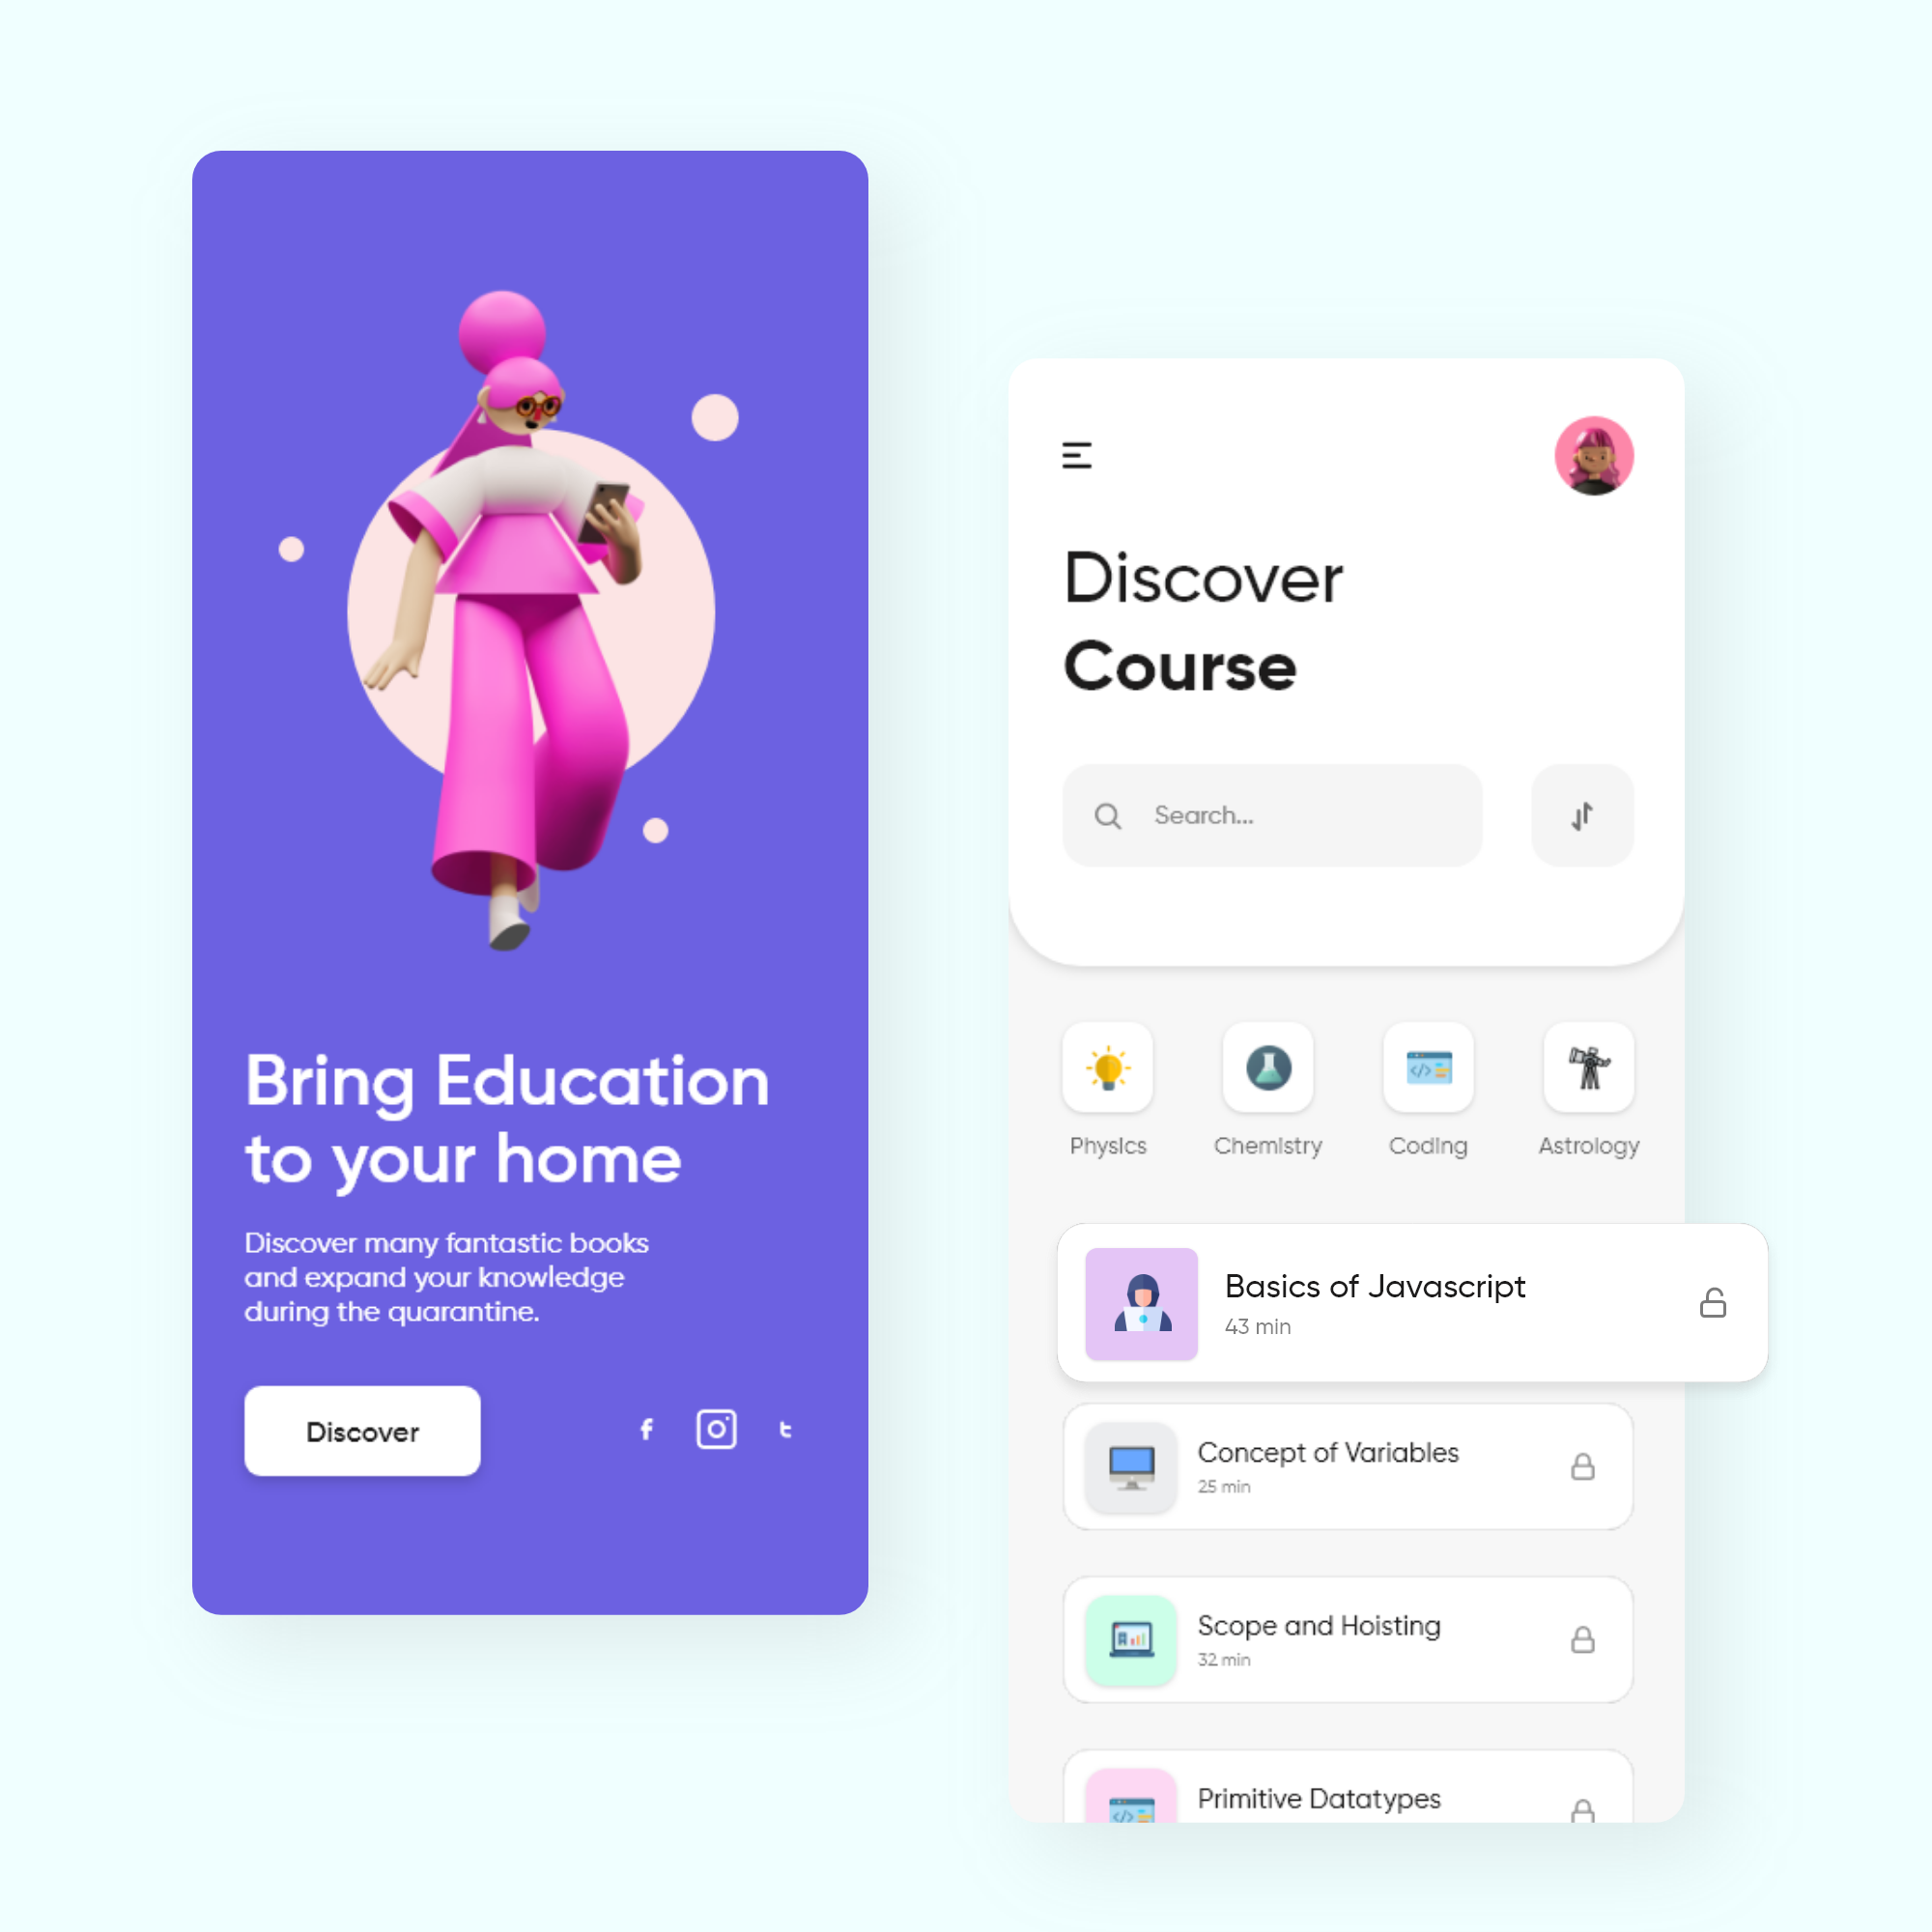 Bring Education
to your home
Discover many fantastic books
and expand your knowledge
during the quarantine.
Discover
Discover
Course
Search...
Physics
Chemistry
Coding
Astrology
Basics of Javascript
43 min
Concept of Variables
25 min
Scope and Hoisting
32 min
Primitive Datatypes